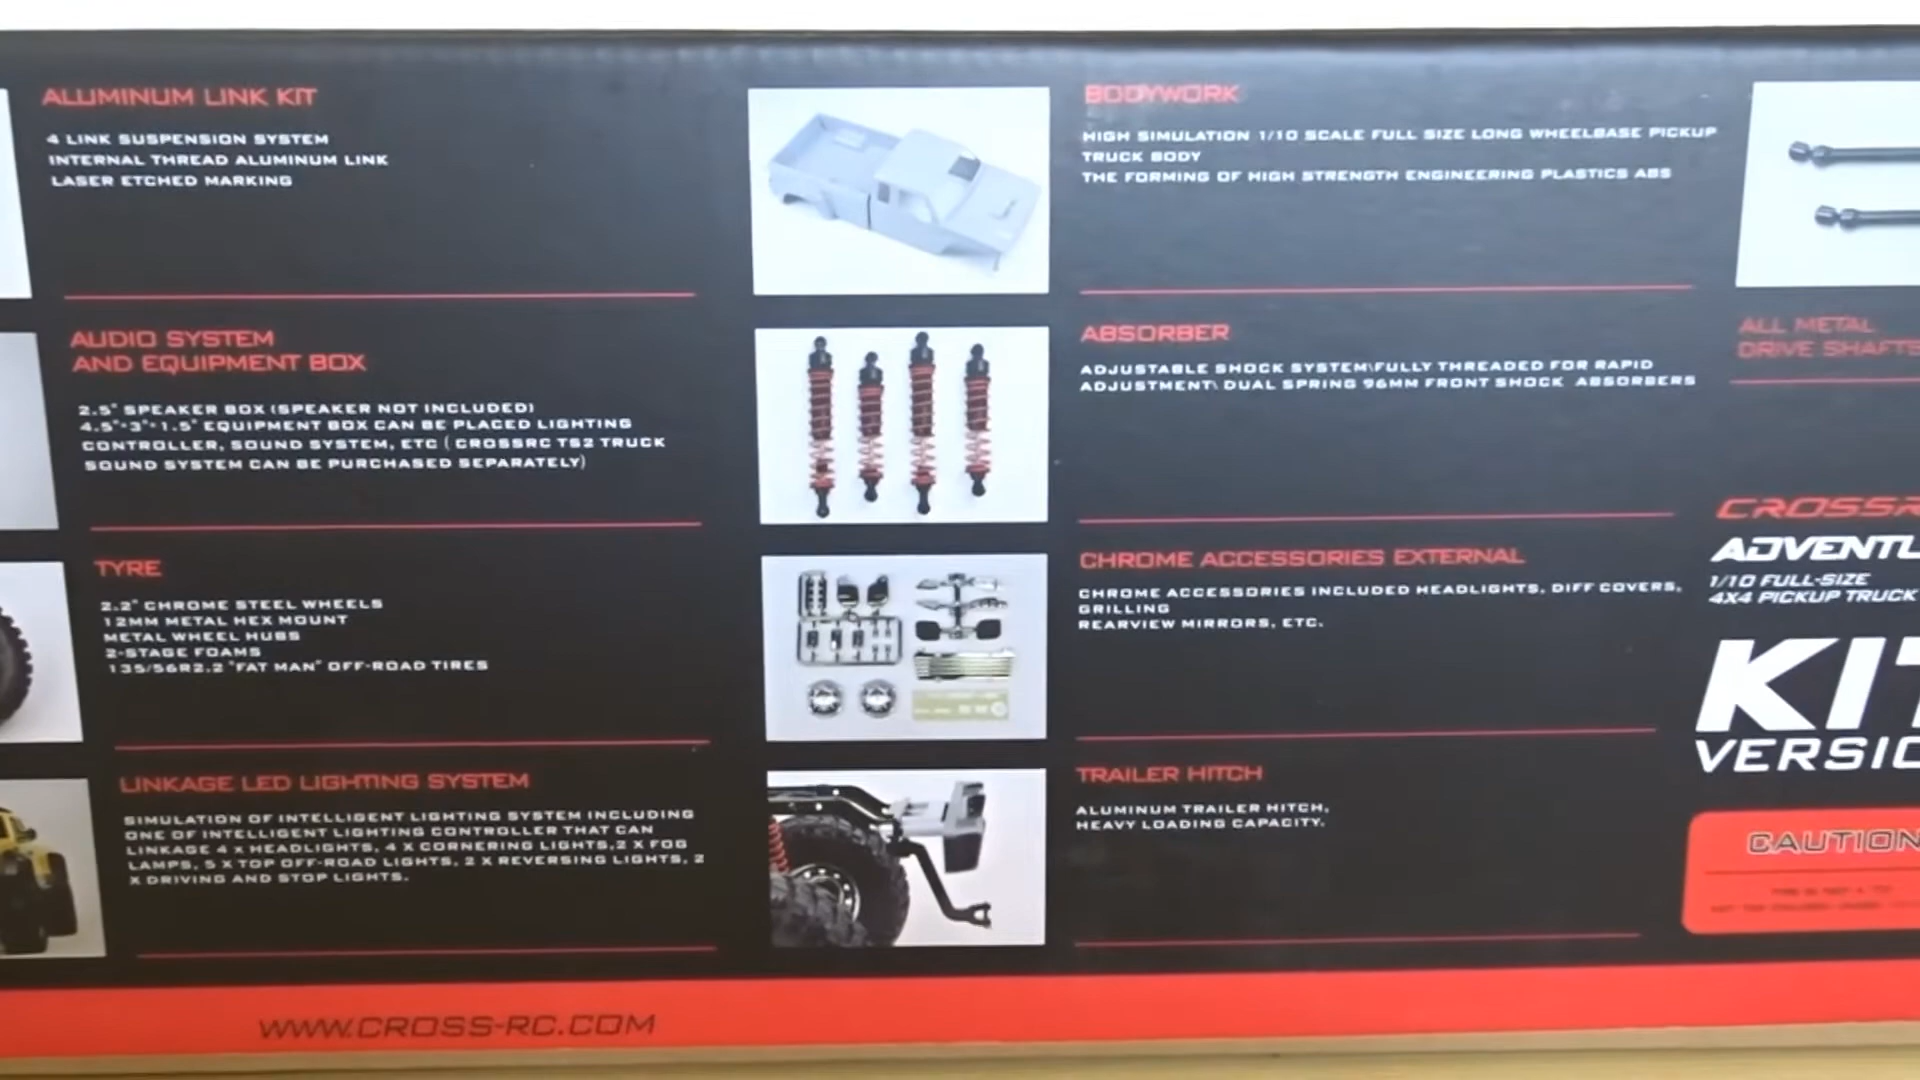 ALUMINUM LINK KIT
4 LINK SUSPENSION SYSTEM
INTERNAL THREAD ALUMINUM LINK
LASER ETCHED MARKING
AUDIO SYSTEM
AND EQUIPMENT BOX
2.5" SPEAKER BOX (SPEAKER NOT INCLUDED)
4.5"*3"*1.5" EQUIPMENT BOX CAN BE PLACED LIGHTING
CONTROLLER, SOUND SYSTEM, ETC ( CROSSRC TS2 TRUCK
SOUND SYSTEM CAN BE PURCHASED SEPARATELY)
TYRE
2.2" CHROME STEEL WHEELS
12MM METAL HEX MOUNT
METAL WHEEL HUBS
2-STAGE FOAMS
135/56R2.2 "FAT MAN" OFF-ROAD TIRES
LINKAGE LED LIGHTING SYSTEM
SIMULATION OF INTELLIGENT LIGHTING SYSTEM INCLUDING
ONE OF INTELLIGENT LIGHTING CONTROLLER THAT CAN
LINKAGE 4 X HEADLIGHTS, 4 X CORNERING LIGHTS,2 X FOG
LAMPS, 5 X TOP OFF-ROAD LIGHTS, 2 X REVERSING LIGHTS, 2
X DRIVING AND STOP LIGHTS.
BODYWORK
HIGH SIMULATION 1/10 SCALE FULL SIZE LONG WHEELBASE PICKUP
TRUCK BODY
THE FORMING OF HIGH STRENGTH ENGINEERING PLASTICS ABS
ABSORBER
ADJUSTABLE SHOCK SYSTEM\FULLY THREADED FOR RAPID
ADJUSTMENT\ DUAL SPRING 96MM FRONT SHOCK ABSORBERS
CHROME ACCESSORIES EXTERNAL
CHROME ACCESSORIES INCLUDED HEADLIGHTS, DIFF COVERS,
GRILLING
REARVIEW MIRRORS, ETC.
TRAILER HITCH
ALUMINUM TRAILER HITCH,
HEAVY LOADING CAPACITY.
ALL METAL
DRIVE SHAFTS
CROSSR
ADVENTU
1/10 FULL-SIZE
4X4 PICKUP TRUCK
KIT
VERSIO
CAUTION
WWW.CROSS-RC.COM